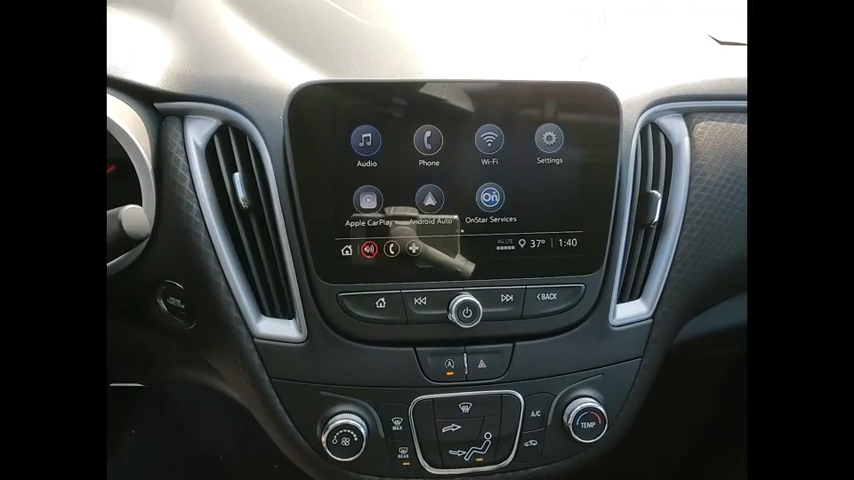 Audio Phone Wi-Fi Settings
Apple CarPlay Android Auto OnStar Services
On
4G LTE 37° 1:40
BACK
A
MAX A/C
TEMP
REAR